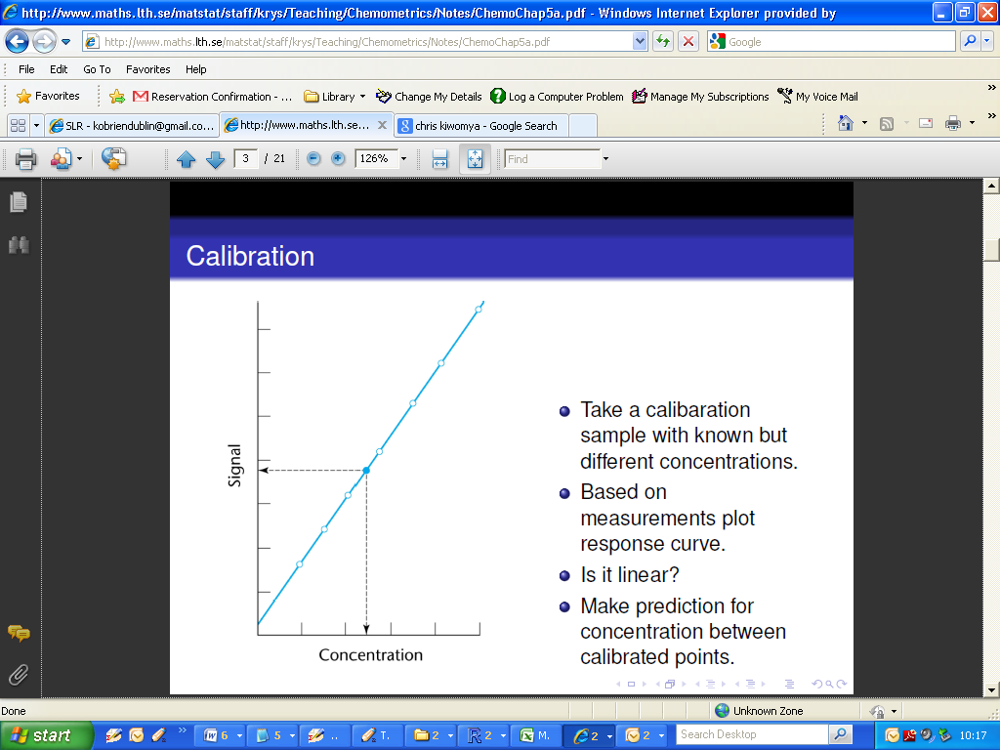 http://www.maths.lth.se/matstat/staff/krys/Teaching/Chemometrics/Notes/ChemoChap5a.pdf - Windows Internet Explorer provided by
http://www.maths.lth.se/matstat/staff/krys/Teaching/Chemometrics/Notes/ChemoChap5a.pdf
Google
File Edit Go To Favorites Help
Favorites Reservation Confirmation - ... Library Change My Details Log a Computer Problem Manage My Subscriptions My Voice Mail
SLR - kobriendublin@gmail.co... http://www.maths.lth.se... chris kiwomya - Google Search
3 / 21 126% Find
Calibration
Signal
Concentration
Take a calibaration
sample with known but
different concentrations.
Based on
measurements plot
response curve.
Is it linear?
Make prediction for
concentration between
calibrated points.
Done Unknown Zone
start 6 5 .. T. 2 R 2 M. 2 2 Search Desktop 10:17